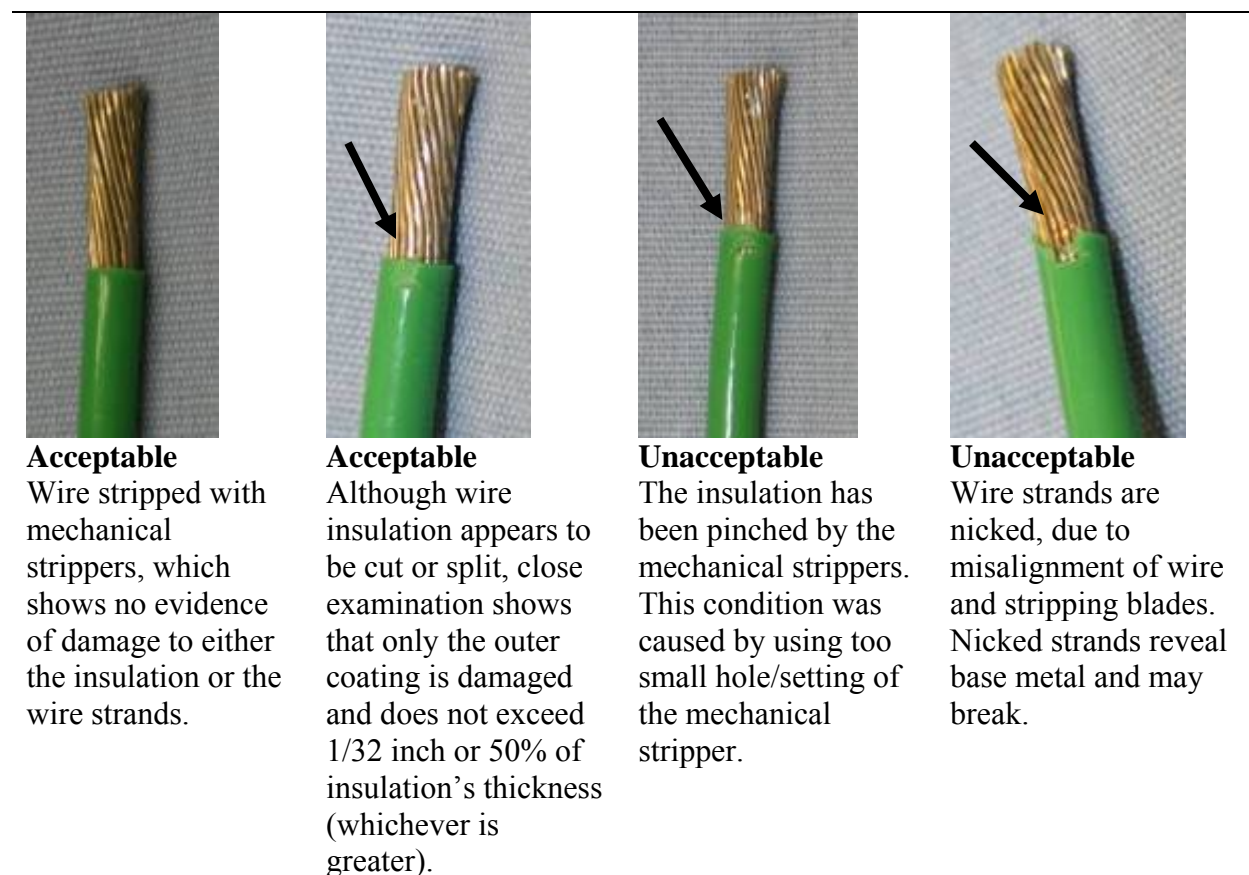 Acceptable
Wire stripped with
mechanical
strippers, which
shows no evidence
of damage to either
the insulation or the
wire strands.
Acceptable
Although wire
insulation appears to
be cut or split, close
examination shows
that only the outer
coating is damaged
and does not exceed
1/32 inch or 50% of
insulation’s thickness
(whichever is
greater).
Unacceptable
The insulation has
been pinched by the
mechanical strippers.
This condition was
caused by using too
small hole/setting of
the mechanical
stripper.
Unacceptable
Wire strands are
nicked, due to
misalignment of wire
and stripping blades.
Nicked strands reveal
base metal and may
break.